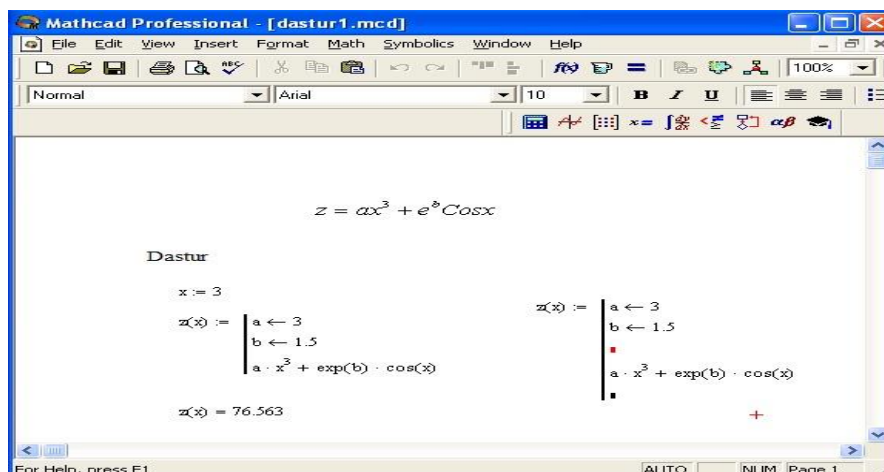 Mathcad Professional - [dastur1.mcd]
File Edit View Insert Format Math Symbolics Window Help
100%
Normal Arial 10 B I U
z = ax³ + eᵇCosx
Dastur
x := 3
z(x) := a ← 3
b ← 1.5
a · x³ + exp(b) · cos(x)
z(x) = 76.563
z(x) := a ← 3
b ← 1.5
a · x³ + exp(b) · cos(x)
For Help, press F1 AUTO NUM Page 1